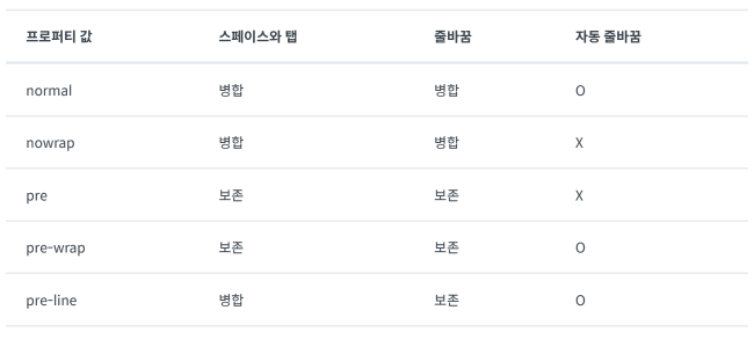 프로퍼티 값 스페이스와 탭 줄바꿈 자동 줄바꿈
normal 병합 병합 O
nowrap 병합 병합 X
pre 보존 보존 X
pre-wrap 보존 보존 O
pre-line 병합 보존 O